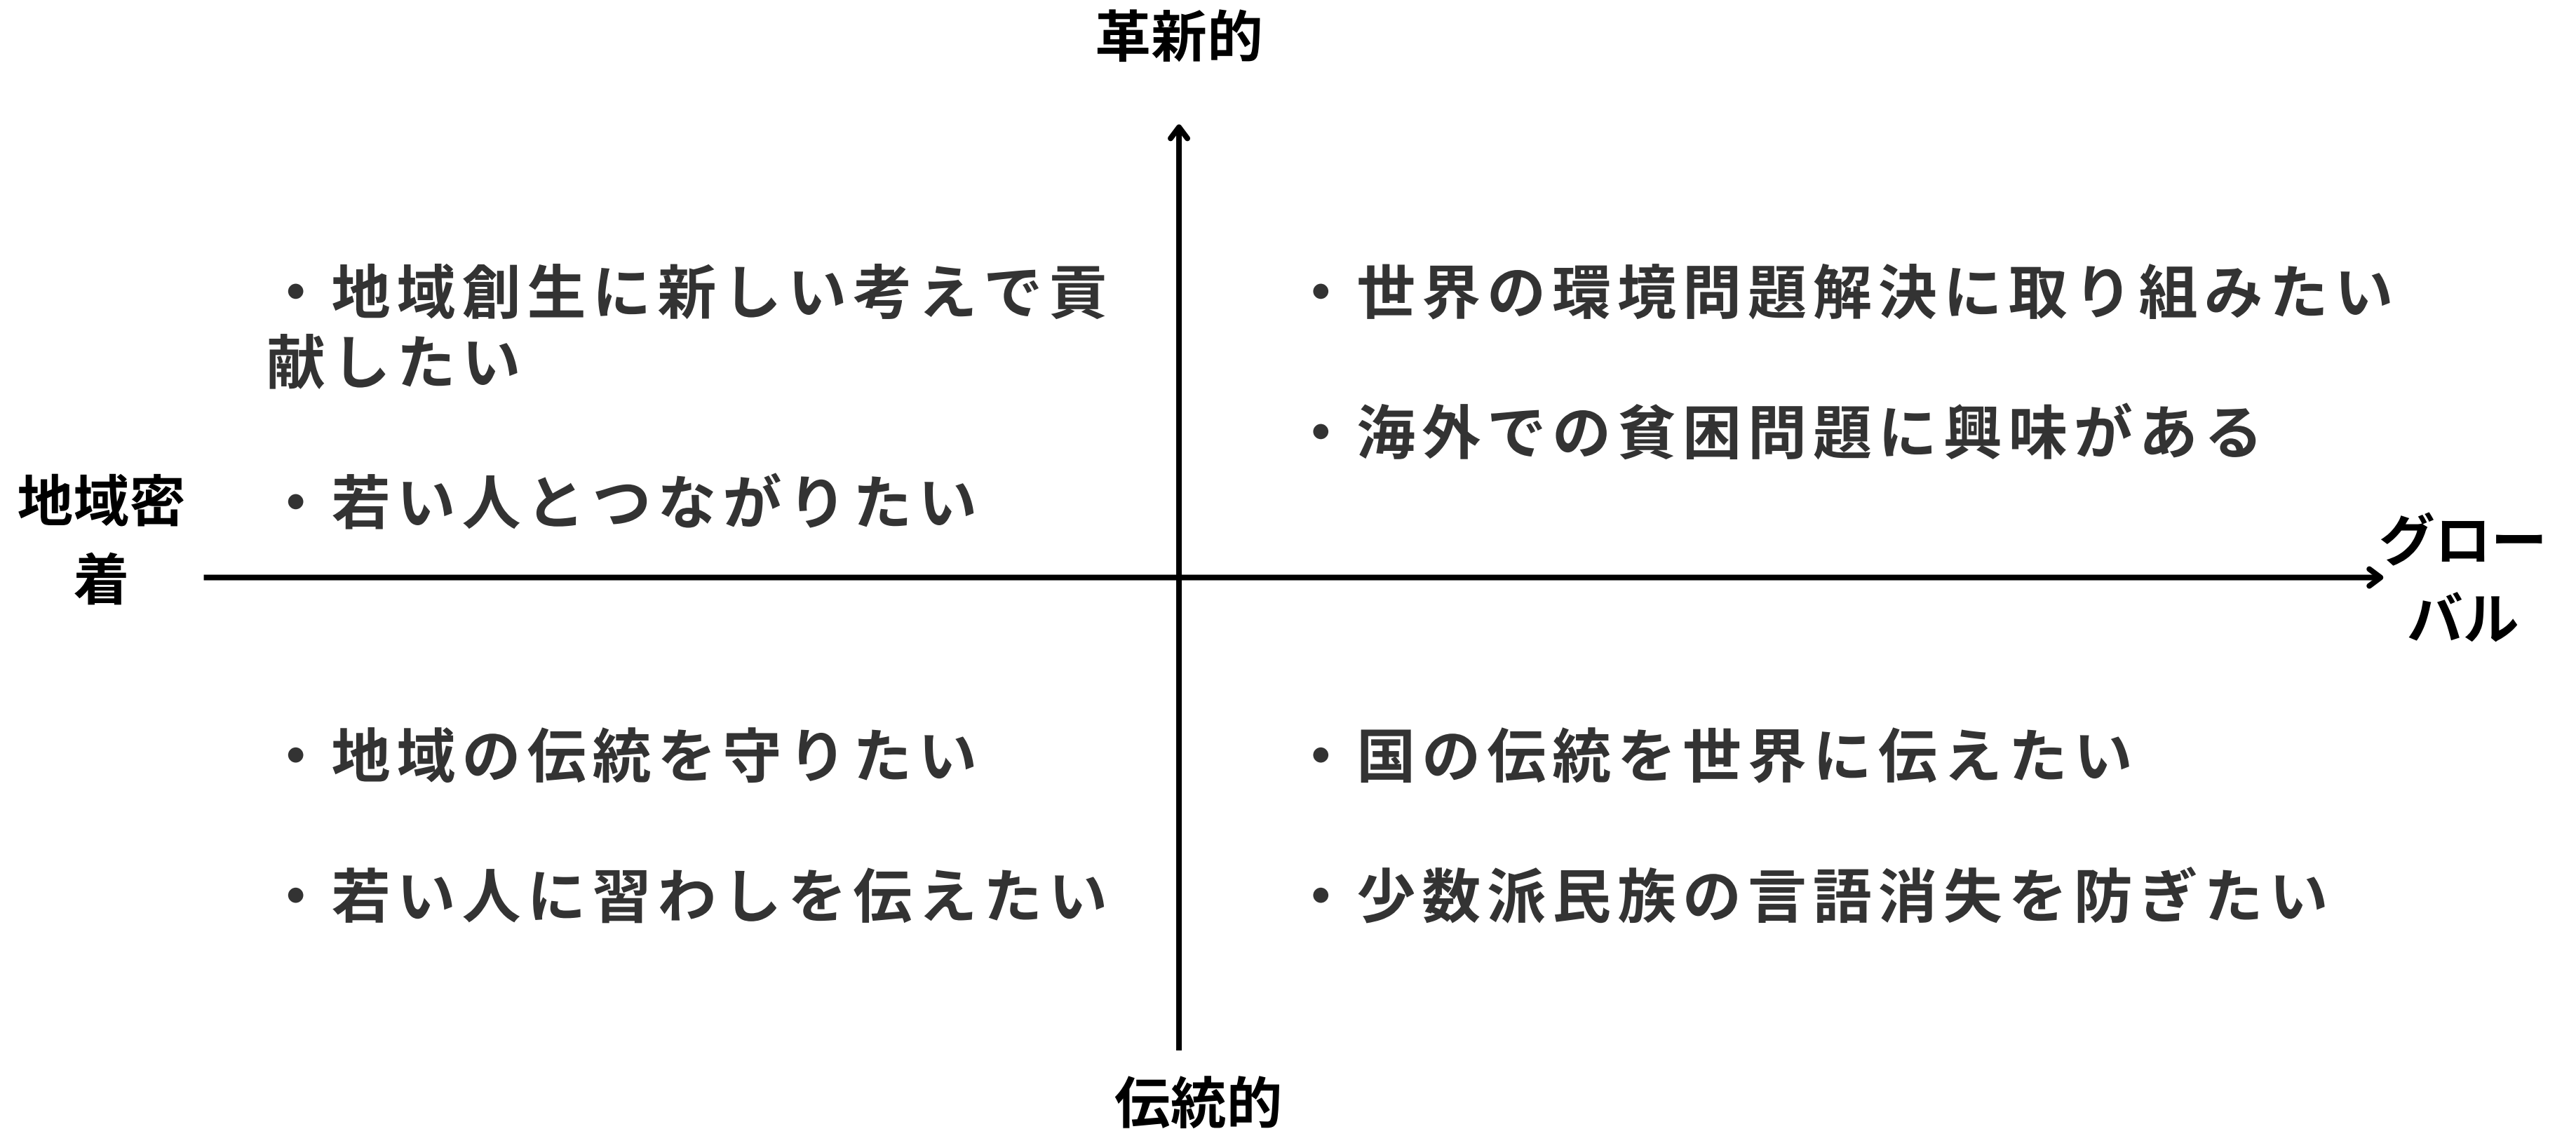 革新的
・地域創生に新しい考えで貢
献したい
・若い人とつながりたい
・世界の環境問題解決に取り組みたい
・海外での貧困問題に興味がある
地域密
着
グロー
バル
・地域の伝統を守りたい
・若い人に習わしを伝えたい
・国の伝統を世界に伝えたい
・少数派民族の言語消失を防ぎたい
伝統的